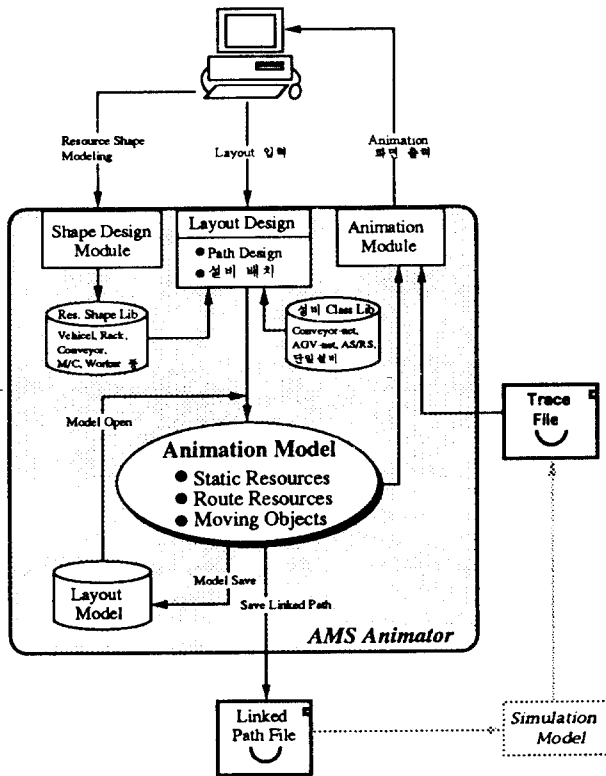 Resource Shape
Modeling
Layout 입력
Animation
화면 출력
Shape Design
Module
Layout Design
● Path Design
● 설비 배치
Animation
Module
Res. Shape Lib
Vehicel, Rack,
Conveyor,
M/C, Worker 등
설비 Class Lib
Conveyor-net,
AGV-net, AS/RS,
단일설비
Trace
File
Model Open
Animation Model
● Static Resources
● Route Resources
● Moving Objects
Layout
Model
Model Save
Save Linked Path
AMS Animator
Linked
Path File
Simulation
Model